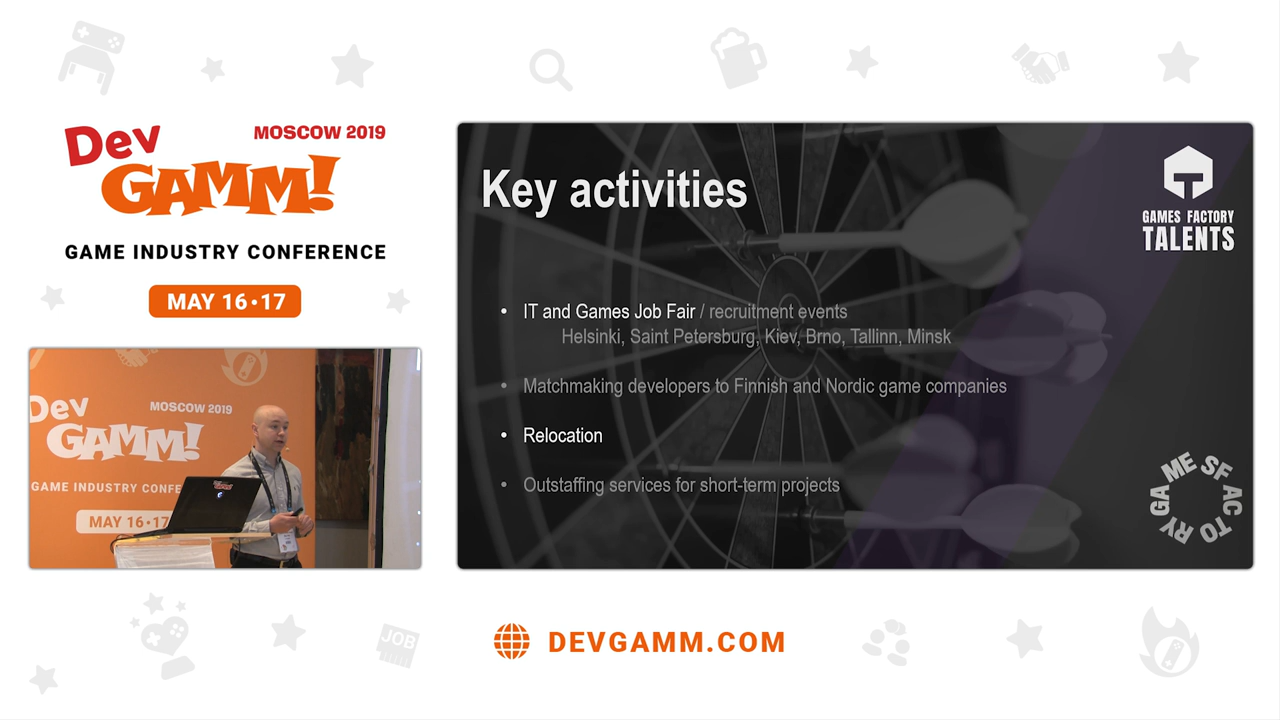 Dev
GAMM!
MOSCOW 2019
GAME INDUSTRY CONFERENCE
MAY 16•17
Dev
GAMM!
MOSCOW 2019
GAME INDUSTRY CONFE
MAY 16•17
Key activities
GAMES FACTORY
TALENTS
• IT and Games Job Fair / recruitment events
Helsinki, Saint Petersburg, Kiev, Brno, Tallinn, Minsk
• Matchmaking developers to Finnish and Nordic game companies
• Relocation
• Outstaffing services for short-term projects
GAMESFACTORY
JOB
DEVGAMM.COM